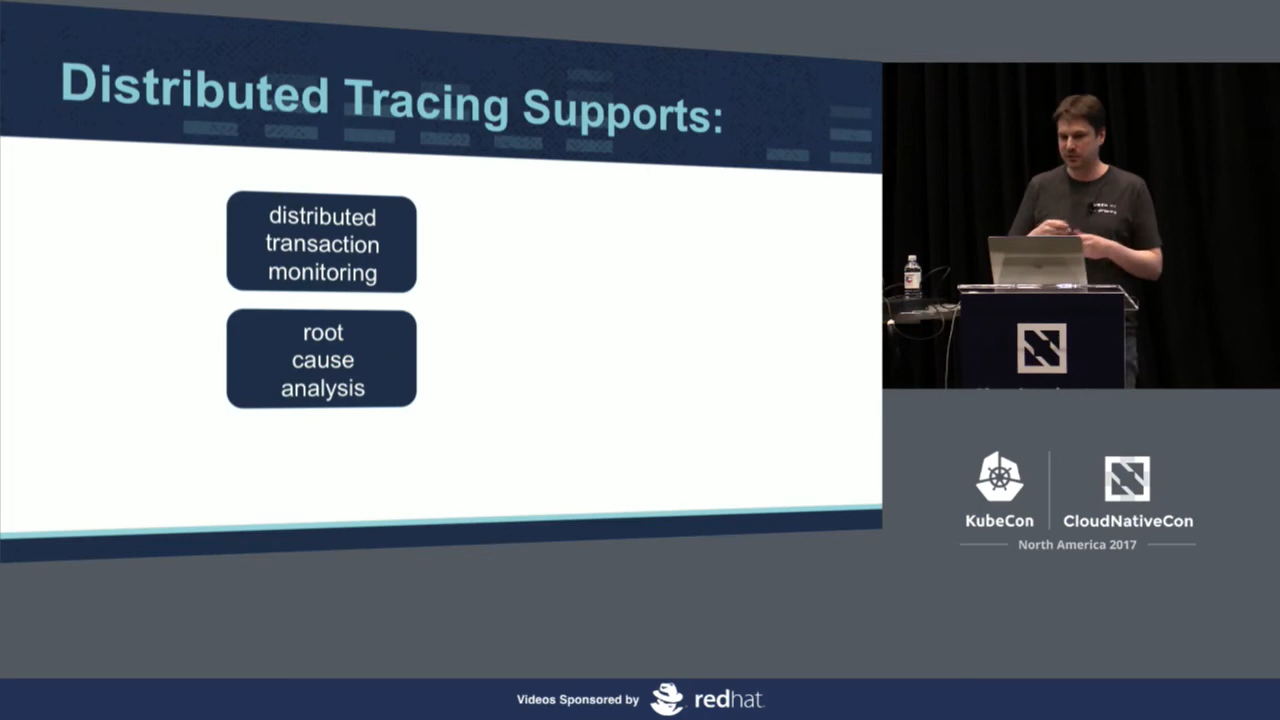 Distributed Tracing Supports:
distributed
transaction
monitoring
root
cause
analysis
KubeCon
CloudNativeCon
North America 2017
Videos Sponsored by
redhat.